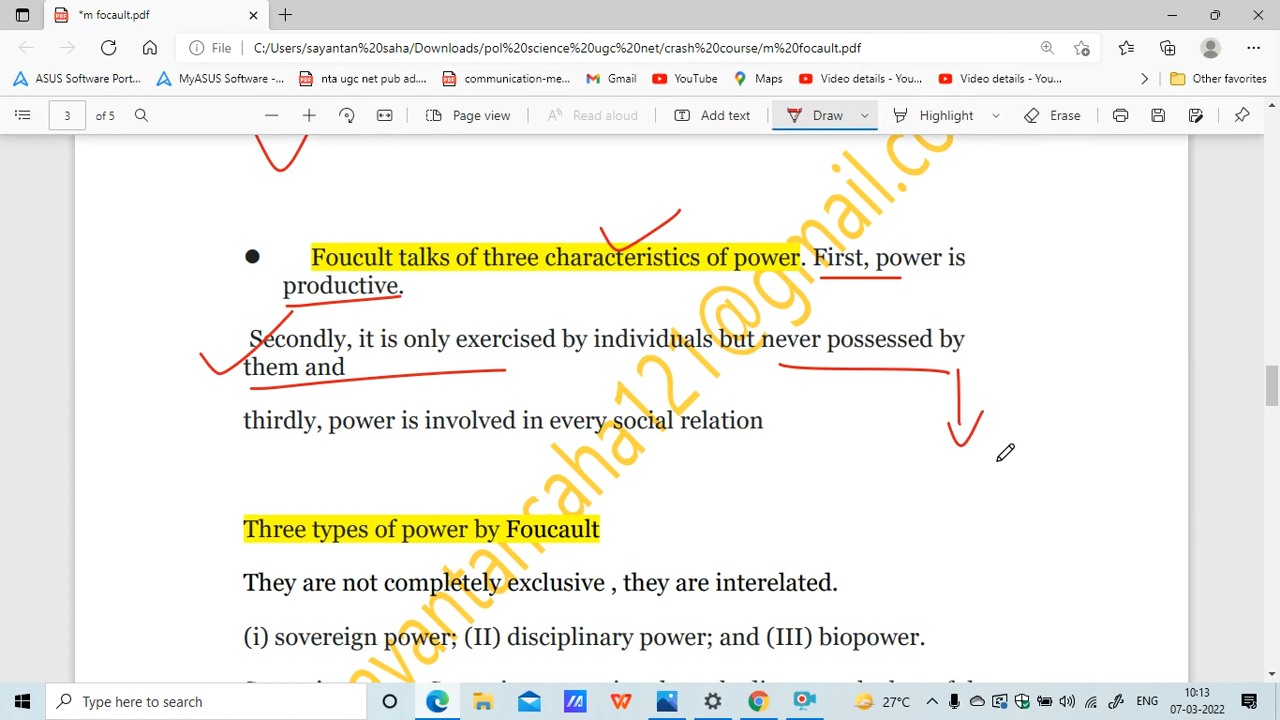 *m focault.pdf
File
C:/Users/sayantan%20saha/Downloads/pol%20science%20ugc%20net/crash%20course/m%20focault.pdf
ASUS Software Port...
MyASUS Software -...
nta ugc net pub ad...
communication-me...
Gmail
YouTube
Maps
Video details - You...
Video details - You...
Other favorites
3 of 5
Page view
Read aloud
Add text
Draw
Highlight
Erase
● Foucult talks of three characteristics of power. First, power is
productive.
Secondly, it is only exercised by individuals but never possessed by
them and
thirdly, power is involved in every social relation
Three types of power by Foucault
They are not completely exclusive , they are interelated.
(i) sovereign power; (II) disciplinary power; and (III) biopower.
ayantansaha121@gmail.co
Type here to search
27°C
ENG
10:13
07-03-2022